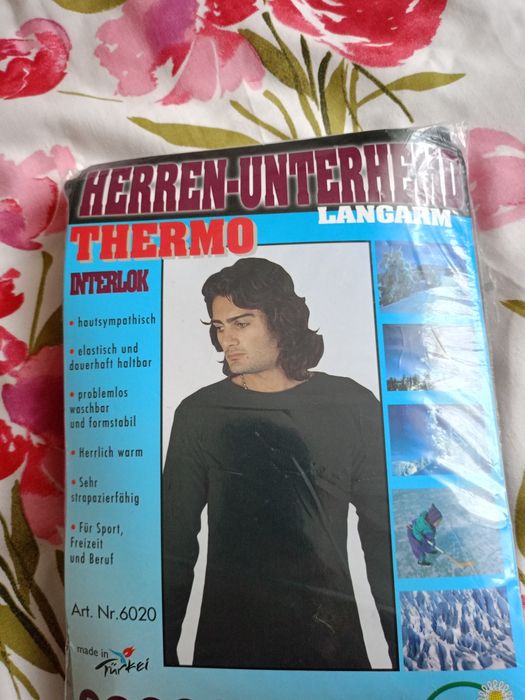 HERREN-UNTERHEMD
LANGARM
THERMO
INTERLOK
• hautsympathisch
• elastisch und
dauerhaft haltbar
• problemlos
waschbar
und formstabil
• Herrlich warm
• Sehr
strapazierfähig
• Für Sport,
Freizeit
und Beruf
Art. Nr.6020
made in
Türkei